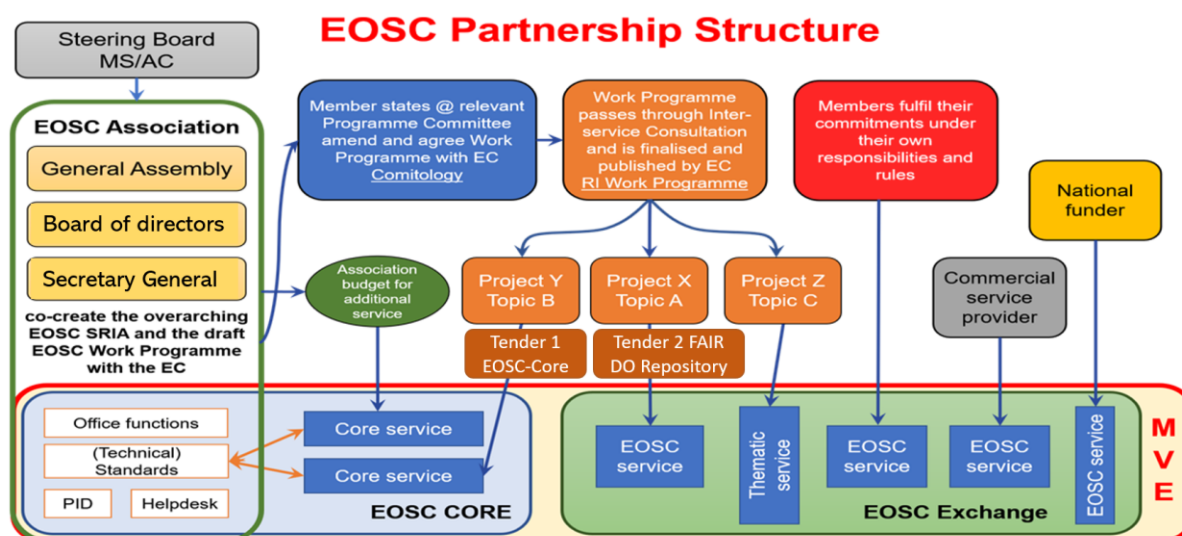 EOSC Partnership Structure
Steering Board
MS/AC
EOSC Association
General Assembly
Board of directors
Secretary General
co-create the overarching
EOSC SRIA and the draft
EOSC Work Programme
with the EC
Member states @ relevant
Programme Committee
amend and agree Work
Programme with EC
Comitology
Work Programme
passes through Inter-
service Consultation
and is finalised and
published by EC
RI Work Programme
Members fulfil their
commitments under
their own
responsibilities and
rules
National
funder
Association
budget for
additional
service
Project Y
Topic B
Project X
Topic A
Project Z
Topic C
Commercial
service
provider
Tender 1
EOSC-Core
Tender 2 FAIR
DO Repository
Office functions
(Technical)
Standards
PID
Helpdesk
Core service
Core service
EOSC CORE
EOSC
service
Thematic
service
EOSC
service
EOSC
service
EOSC service
EOSC Exchange
M
V
E